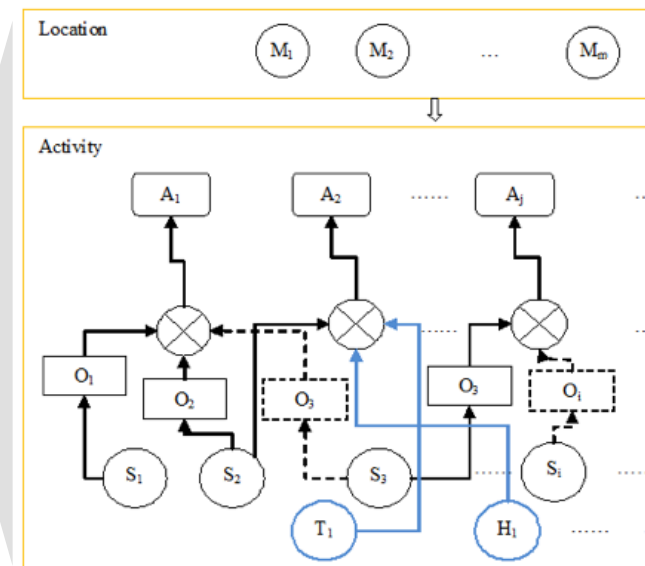 Location
M1 M2 ... Mm
Activity
A1 A2 ...... Aj ...
......
O1 O2 O3 O3 Oi
S1 S2 S3 ...... Si ......
T1 H1 ...... ...